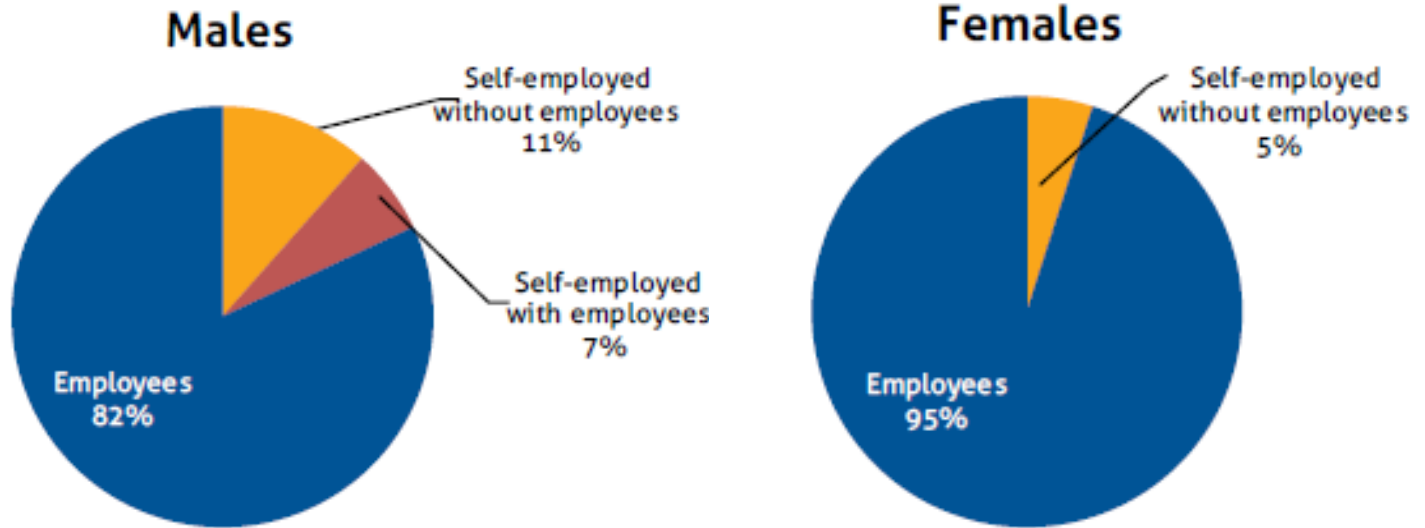 Males
Self-employed
without employees
11%
Self-employed
with employees
7%
Employees
82%
Females
Self-employed
without employees
5%
Employees
95%